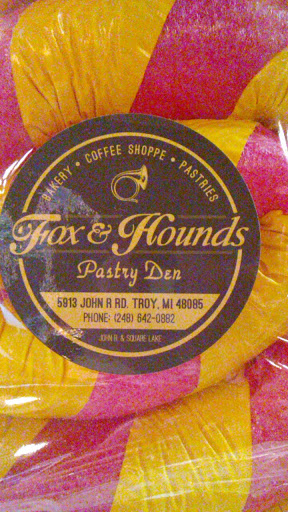 BAKERY • COFFEE SHOPPE • PASTRIES
Fox & Hounds
Pastry Den
5913 JOHN R RD. TROY, MI 48085
PHONE: (248) 642-0882
JOHN R. & SQUARE LAKE